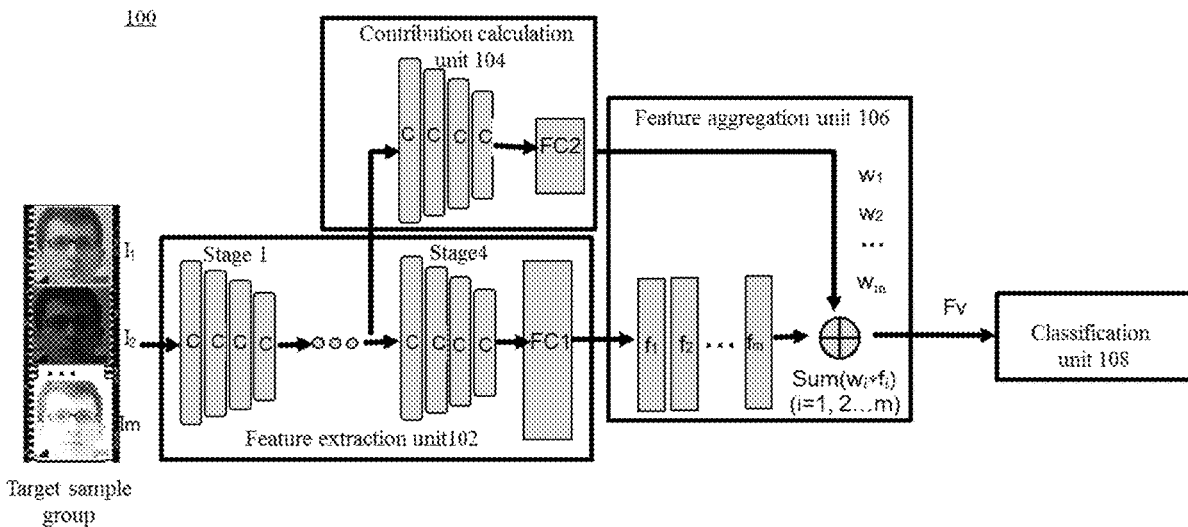 100
Contribution calculation
unit 104
C C C C
FC2
Feature aggregation unit 106
w₁
w₂
...
wₘ
I₁
I₂
...
Im
Target sample
group
Stage 1
C C C C
Stage4
C C C C
FC1
Feature extraction unit102
f₁ f₂ ... fₘ
Sum(wᵢ*fᵢ)
(i=1, 2...m)
Fv
Classification
unit 108